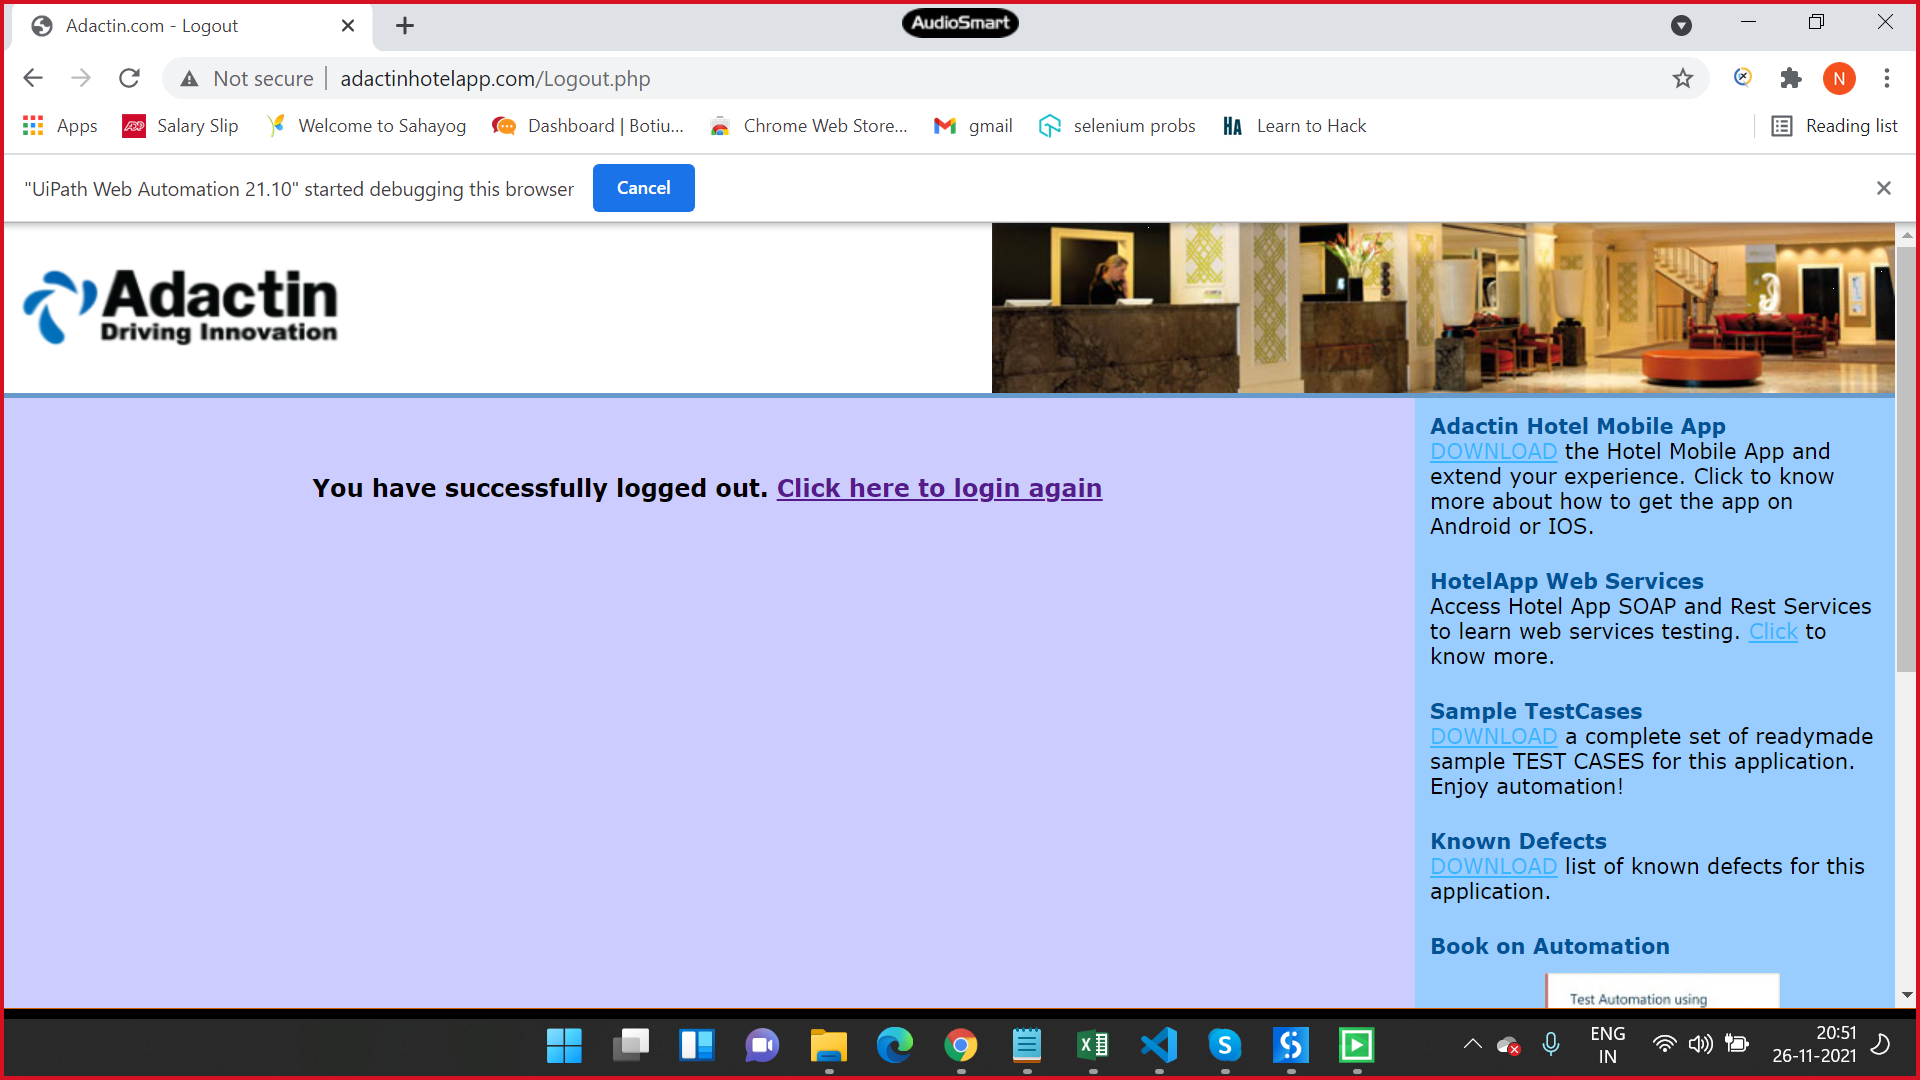 Adactin.com - Logout
AudioSmart
Not secure | adactinhotelapp.com/Logout.php
N
Apps
Salary Slip
Welcome to Sahayog
Dashboard | Botiu...
Chrome Web Store...
gmail
HA
selenium probs
Learn to Hack
Reading list
"UiPath Web Automation 21.10" started debugging this browser
Cancel
Adactin
Driving Innovation
You have successfully logged out. Click here to login again
Adactin Hotel Mobile App
DOWNLOAD the Hotel Mobile App and
extend your experience. Click to know
more about how to get the app on
Android or IOS.
HotelApp Web Services
Access Hotel App SOAP and Rest Services
to learn web services testing. Click to
know more.
Sample TestCases
DOWNLOAD a complete set of readymade
sample TEST CASES for this application.
Enjoy automation!
Known Defects
DOWNLOAD list of known defects for this
application.
Book on Automation
Test Automation using
ENG
IN
20:51
26-11-2021